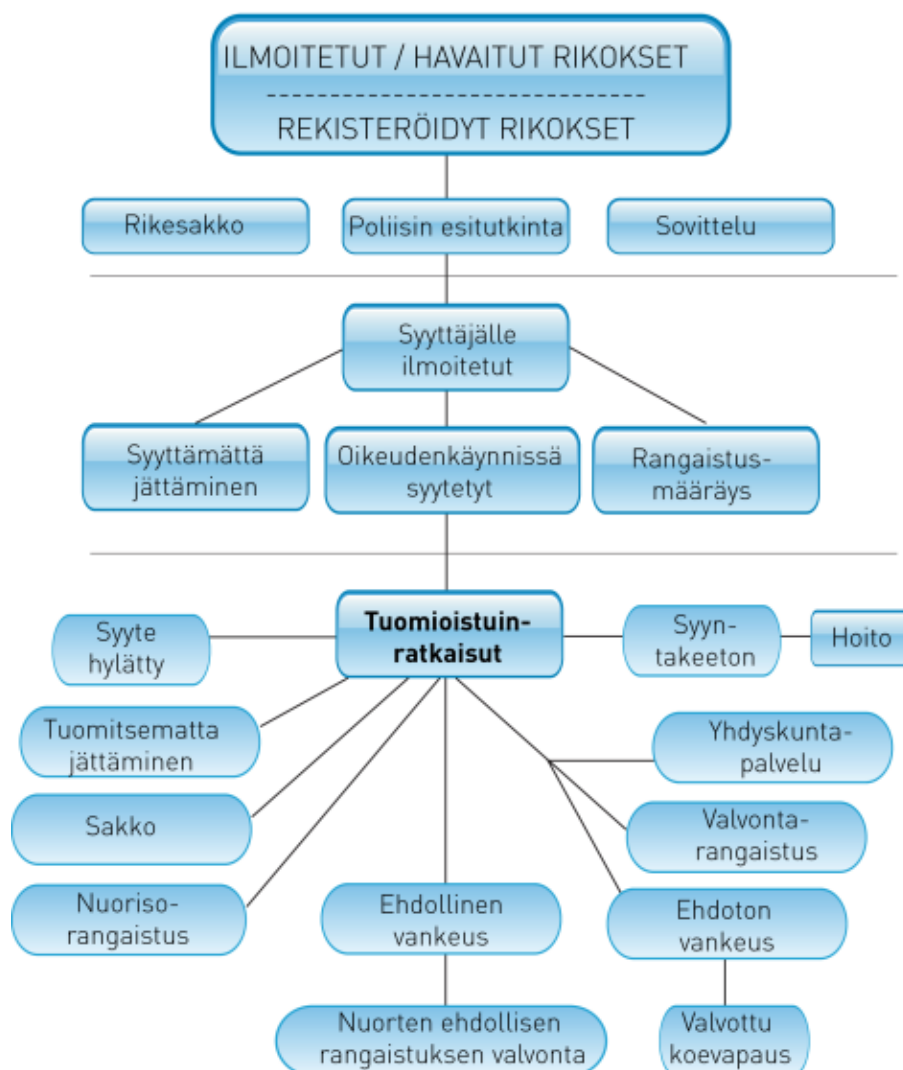 ILMOITETUT / HAVAITUT RIKOKSET
REKISTERÖIDYT RIKOKSET
Rikesakko
Poliisin esitutkinta
Sovittelu
Syyttäjälle
ilmoitetut
Syyttämättä
jättäminen
Oikeudenkäynnissä
syytetyt
Rangaistus-
määräys
Syyte
hylätty
Tuomioistuin-
ratkaisut
Syyn-
takeeton
Hoito
Tuomitsematta
jättäminen
Yhdyskunta-
palvelu
Sakko
Valvonta-
rangaistus
Nuoriso-
rangaistus
Ehdollinen
vankeus
Ehdoton
vankeus
Nuorten ehdollisen
rangaistuksen valvonta
Valvottu
koevapaus